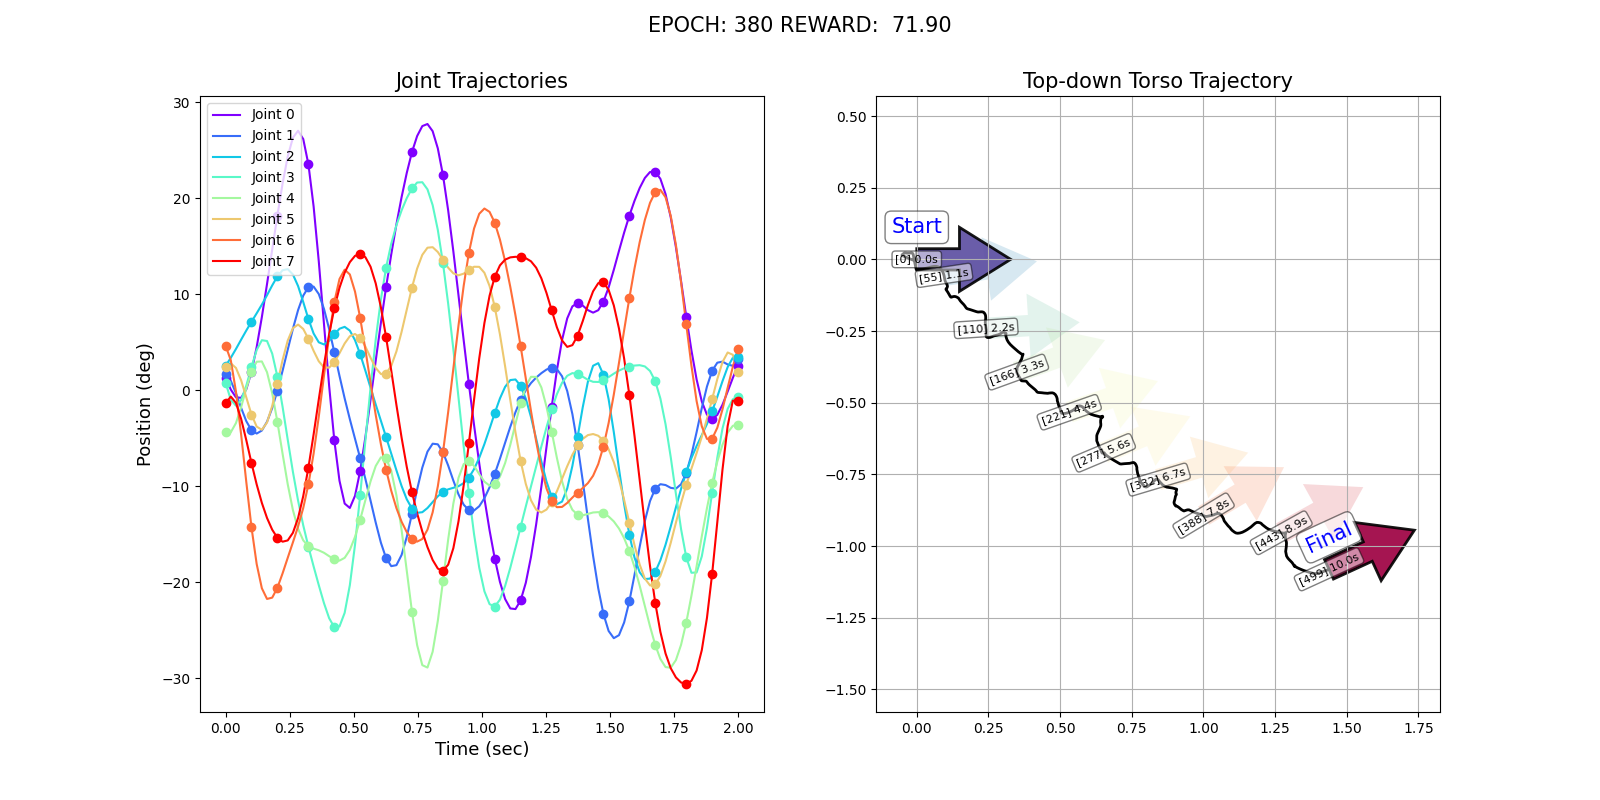 EPOCH: 380 REWARD:  71.90
Joint Trajectories
Position (deg)
30
20
10
0
−10
−20
−30
Joint 0
Joint 1
Joint 2
Joint 3
Joint 4
Joint 5
Joint 6
Joint 7
0.00 0.25 0.50 0.75 1.00 1.25 1.50 1.75 2.00
Time (sec)
Top-down Torso Trajectory
0.50
0.25
0.00
−0.25
−0.50
−0.75
−1.00
−1.25
−1.50
Start
[0] 0.0s
[55] 1.1s
[110] 2.2s
[166] 3.3s
[221] 4.4s
[277] 5.6s
[332] 6.7s
[388] 7.8s
[443] 8.9s
Final
[499] 10.0s
0.00 0.25 0.50 0.75 1.00 1.25 1.50 1.75